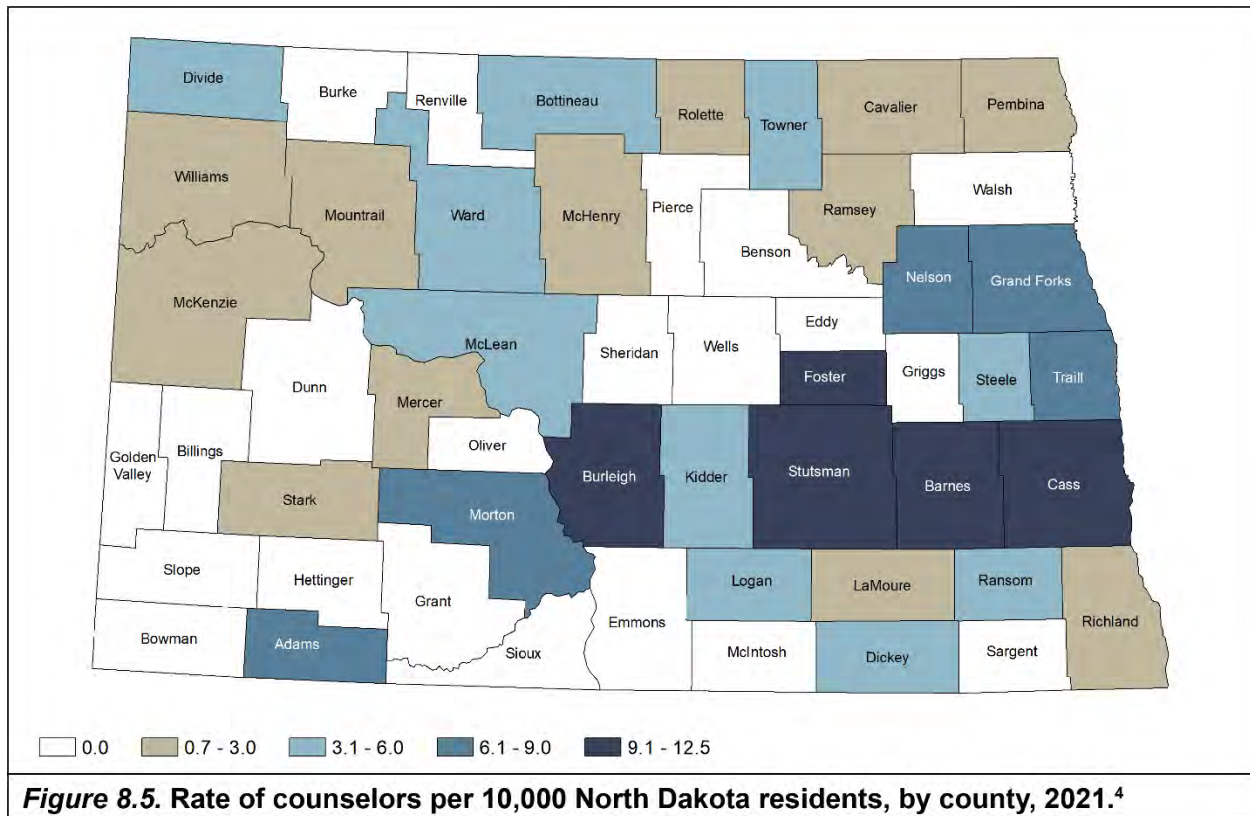 Divide
Burke
Renville
Bottineau
Rolette
Towner
Cavalier
Pembina
Williams
Mountrail
Ward
McHenry
Pierce
Ramsey
Walsh
Benson
Nelson
Grand Forks
McKenzie
McLean
Sheridan
Wells
Eddy
Dunn
Mercer
Foster
Griggs
Steele
Traill
Golden
Valley
Billings
Oliver
Burleigh
Kidder
Stutsman
Barnes
Cass
Stark
Morton
Slope
Hettinger
Grant
Logan
LaMoure
Ransom
Emmons
Richland
Bowman
Adams
Sioux
McIntosh
Dickey
Sargent
0.0 0.7 - 3.0 3.1 - 6.0 6.1 - 9.0 9.1 - 12.5
Figure 8.5. Rate of counselors per 10,000 North Dakota residents, by county, 2021.4